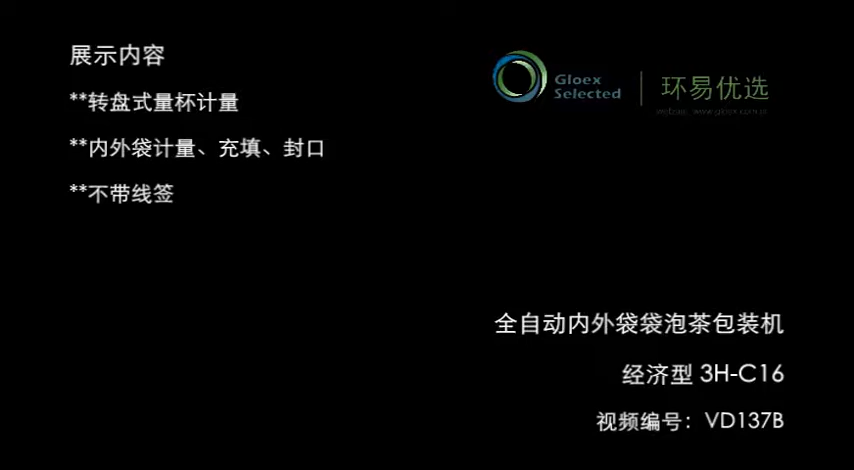 展示内容
**转盘式量杯计量
**内外袋计量、充填、封口
**不带线签
Gloex
Selected
环易优选
全自动内外袋袋泡茶包装机
经济型 3H-C16
视频编号：VD137B